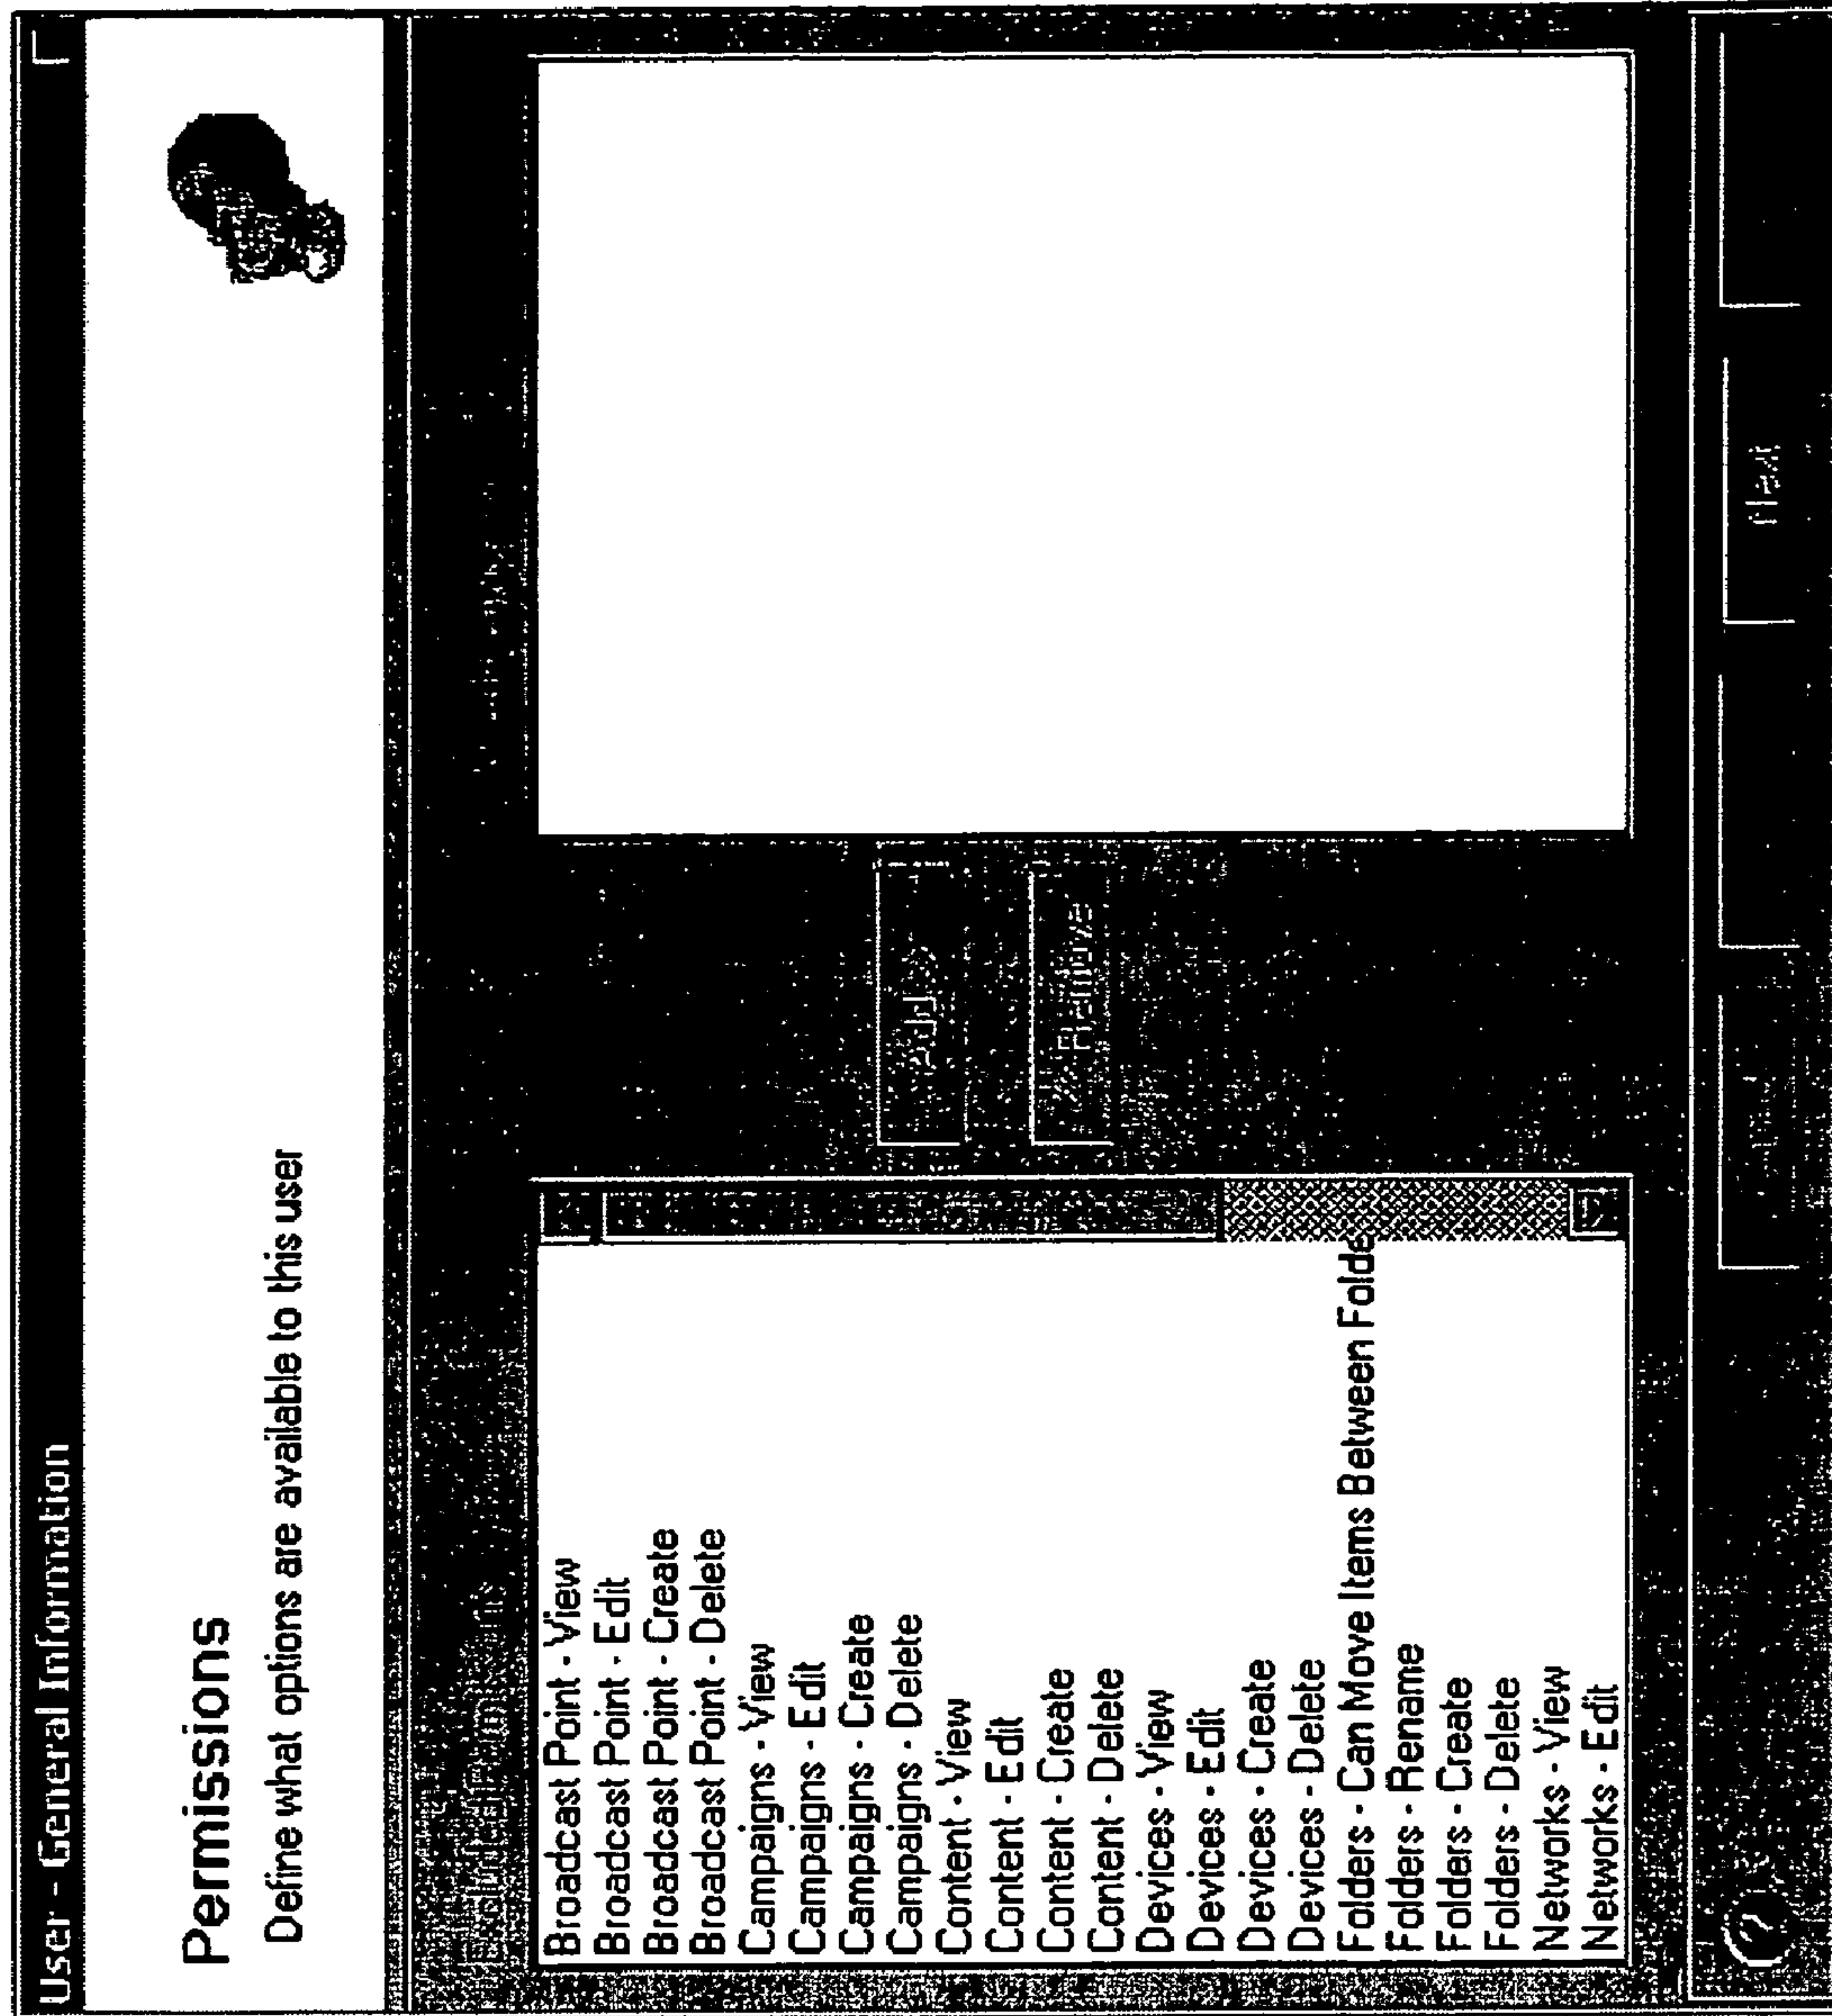 User - General Information
Permissions
Define what options are available to this user
Broadcast Point - View
Broadcast Point - Edit
Broadcast Point - Create
Broadcast Point - Delete
Campaigns - View
Campaigns - Edit
Campaigns - Create
Campaigns - Delete
Content - View
Content - Edit
Content - Create
Content - Delete
Devices - View
Devices - Edit
Devices - Create
Devices - Delete
Folders - Can Move Items Between Folde
Folders - Rename
Folders - Create
Folders - Delete
Networks - View
Networks - Edit
Add >
< Remove
Next